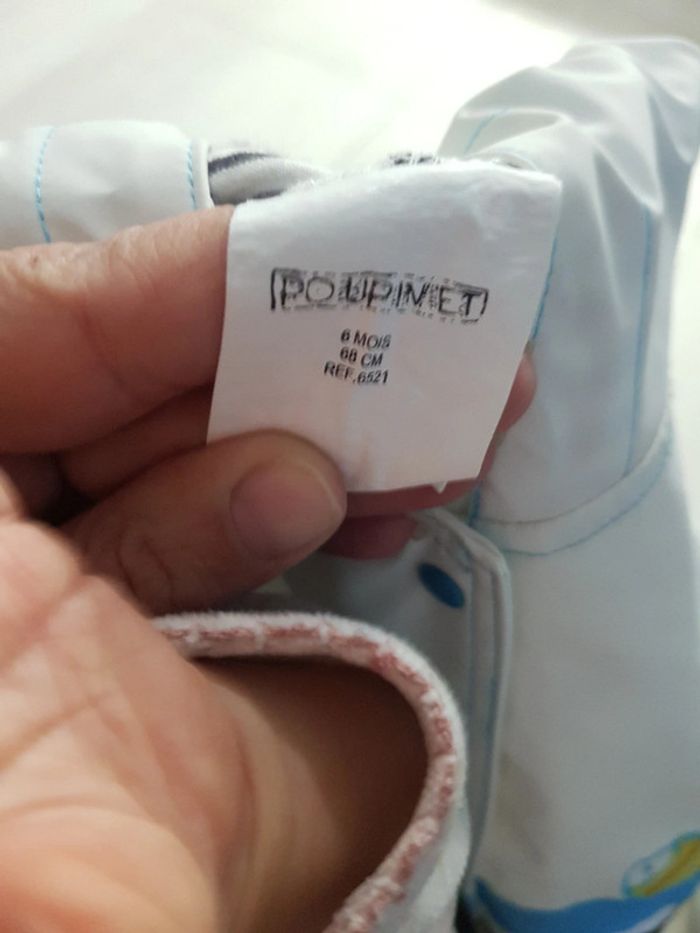 POUPINET
6 MOIS
68 CM
REF.6521